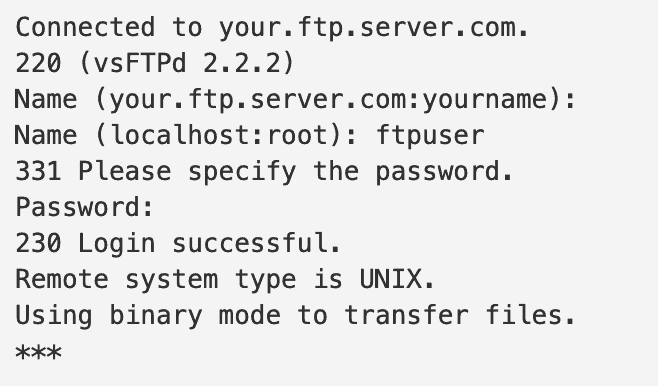 Connected to your.ftp.server.com.
220 (vsFTPd 2.2.2)
Name (your.ftp.server.com:yourname):
Name (localhost:root): ftpuser
331 Please specify the password.
Password:
230 Login successful.
Remote system type is UNIX.
Using binary mode to transfer files.
***